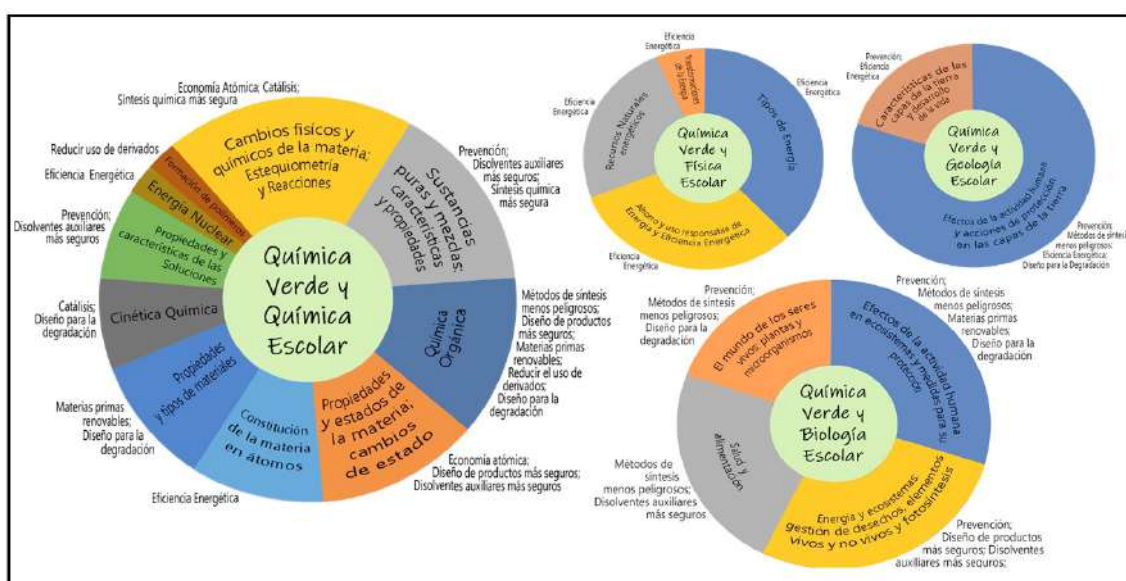 Economía Atómica; Catálisis;
Síntesis química más segura
Reducir uso de derivados
Eficiencia Energética
Prevención;
Disolventes auxiliares
más seguros
Catálisis;
Diseño para la
degradación
Materias primas
renovables;
Diseño para la
degradación
Eficiencia Energética
Economía atómica;
Diseño de productos más seguros;
Disolventes auxiliares más seguros
Métodos de síntesis
menos peligrosos;
Diseño de productos
más seguros;
Materias primas
renovables;
Reducir el uso de
derivados;
Diseño para la
degradación
Prevención;
Disolventes auxiliares
más seguros;
Síntesis química
más segura
Cambios físicos y
químicos de la materia;
Estequiometría
y Reacciones
Sustancias
puras y mezclas;
características
y propiedades
Química
Orgánica
Propiedades
y estados de
la materia;
cambios
de estado
Constitución
de la materia
en átomos
Propiedades
y tipos de materiales
Cinética Química
Propiedades y
características de las
Soluciones
Energía Nuclear
Formación de polímeros
Química
Verde y
Química
Escolar
Eficiencia
Energética
Eficiencia
Energética
Eficiencia
Energética
Eficiencia
Energética
Transformaciones
de la Energía
Tipos de Energía
Recursos Naturales
energéticos
Ahorro y uso responsable de
Energía y Eficiencia Energética
Química
Verde y
Física
Escolar
Prevención;
Eficiencia
Energética
Características de las
capas de la tierra
y desarrollo
de la vida
Química
Verde y
Geología
Escolar
Efectos de la actividad humana
y acciones de protección
en las capas de la tierra
Prevención;
Métodos de síntesis
menos peligrosos;
Eficiencia Energética;
Diseño para la Degradación
Prevención;
Métodos de síntesis
menos peligrosos;
Diseño para la
degradación
Prevención;
Métodos de síntesis
menos peligrosos;
Materias primas
renovables;
Diseño para la
degradación
El mundo de los seres
vivos: plantas y
microorganismos
Efectos de la actividad humana
en ecosistemas y medidas para su
protección
Química
Verde y
Biología
Escolar
Salud y
alimentación
Energía y ecosistemas:
gestión de desechos, elementos
vivos y no vivos y fotosíntesis
Métodos de
síntesis
menos peligrosos;
Disolventes auxiliares
más seguros
Prevención;
Diseño de productos
más seguros; Disolventes
auxiliares más seguros;